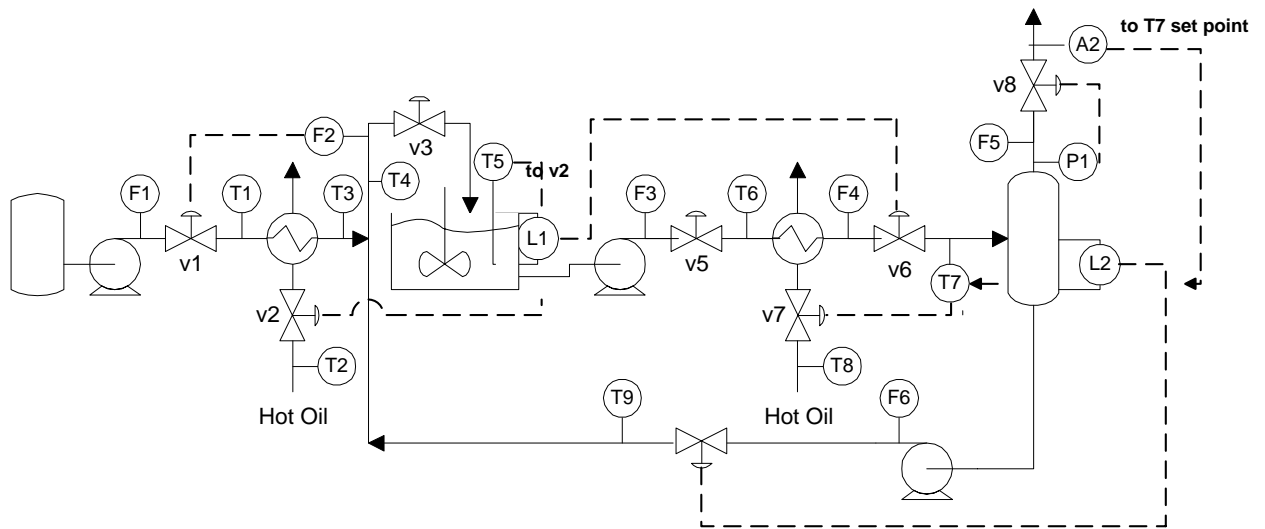 to T7 set point
A2
v8
F2
v3
F5
P1
T5
to v2
T4
F1
T1
T3
F3
T6
F4
L1
v1
v5
v6
L2
T7
v2
v7
T2
T8
Hot Oil
Hot Oil
T9
F6